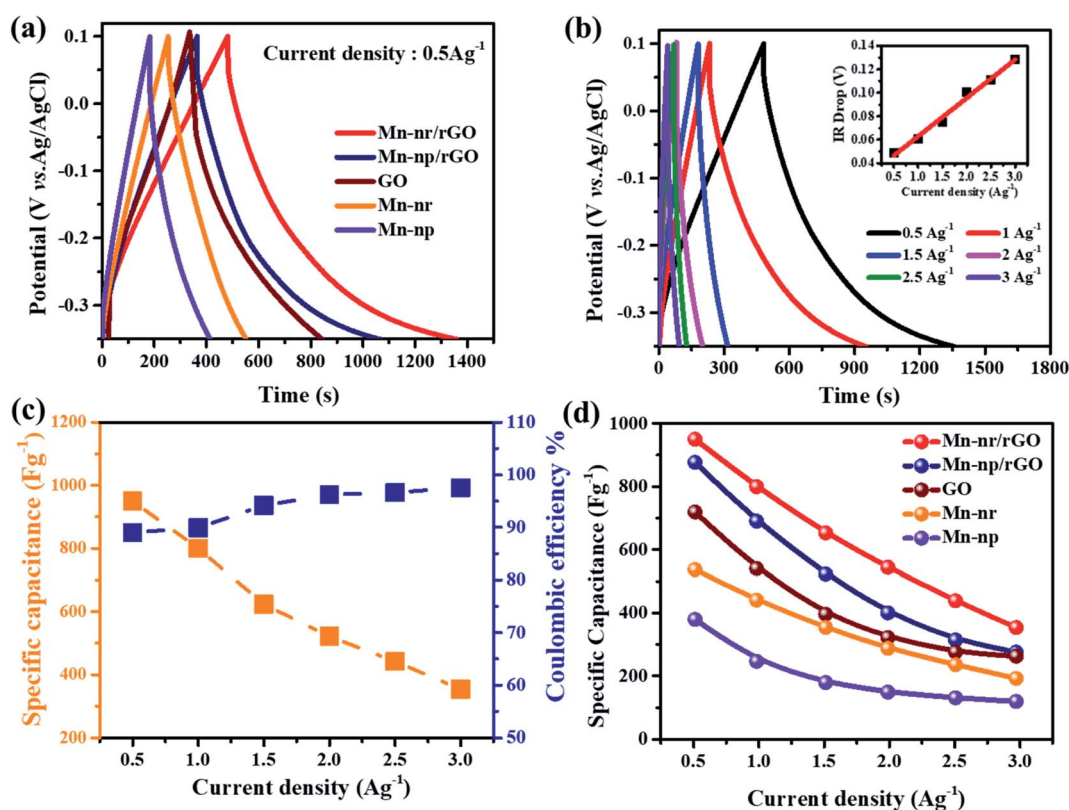 (a)
Current density : 0.5Ag⁻¹
Mn-nr/rGO
Mn-np/rGO
GO
Mn-nr
Mn-np
0.1
0.0
-0.1
-0.2
-0.3
Potential (V vs.Ag/AgCl)
0 200 400 600 800 1000 1200 1400
Time (s)
(b)
0.1
0.0
-0.1
-0.2
-0.3
Potential (V vs.Ag/AgCl)
0 300 600 900 1200 1500 1800
Time (s)
0.14
0.12
0.10
0.08
0.06
0.04
IR Drop (V)
0.5 1.0 1.5 2.0 2.5 3.0
Current density (Ag⁻¹)
0.5 Ag⁻¹ 1 Ag⁻¹
1.5 Ag⁻¹ 2 Ag⁻¹
2.5 Ag⁻¹ 3 Ag⁻¹
(c)
1200
1000
800
600
400
200
Specific capacitance (Fg⁻¹)
110
100
90
80
70
60
50
Coulombic efficiency %
0.5 1.0 1.5 2.0 2.5 3.0
Current density (Ag⁻¹)
(d)
Mn-nr/rGO
Mn-np/rGO
GO
Mn-nr
Mn-np
1000
800
600
400
200
0
Specific Capacitance (Fg⁻¹)
0.5 1.0 1.5 2.0 2.5 3.0
Current density (Ag⁻¹)